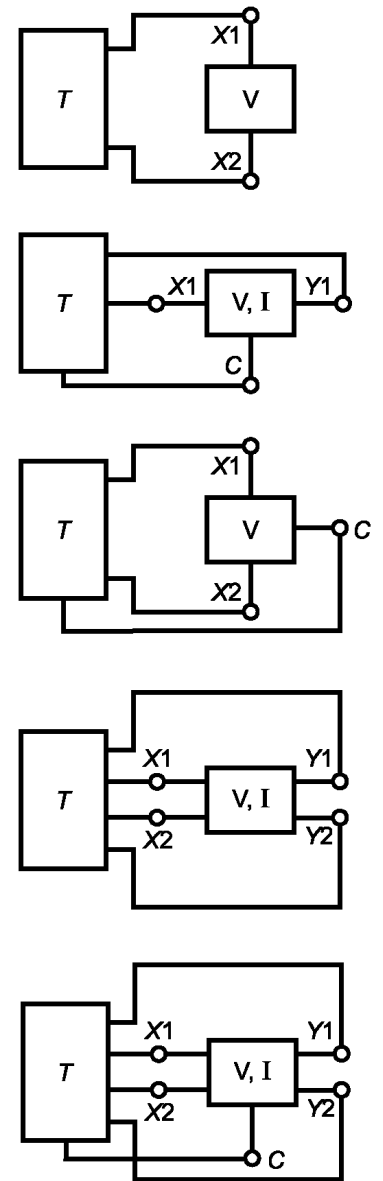 X1
T V
X2
X1 Y1
T V, I
C
X1
T V C
X2
X1 Y1
T V, I
X2 Y2
X1 Y1
T V, I
X2 Y2
C